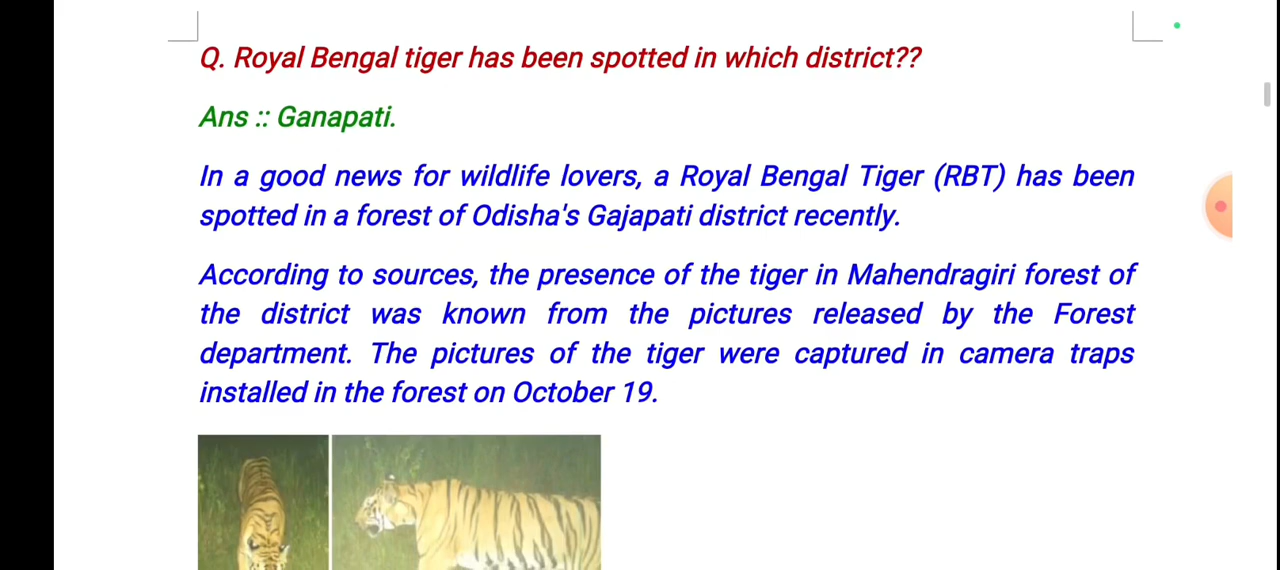 Q. Royal Bengal tiger has been spotted in which district??
Ans :: Ganapati.
In a good news for wildlife lovers, a Royal Bengal Tiger (RBT) has been
spotted in a forest of Odisha's Gajapati district recently.
According to sources, the presence of the tiger in Mahendragiri forest of
the district was known from the pictures released by the Forest
department. The pictures of the tiger were captured in camera traps
installed in the forest on October 19.